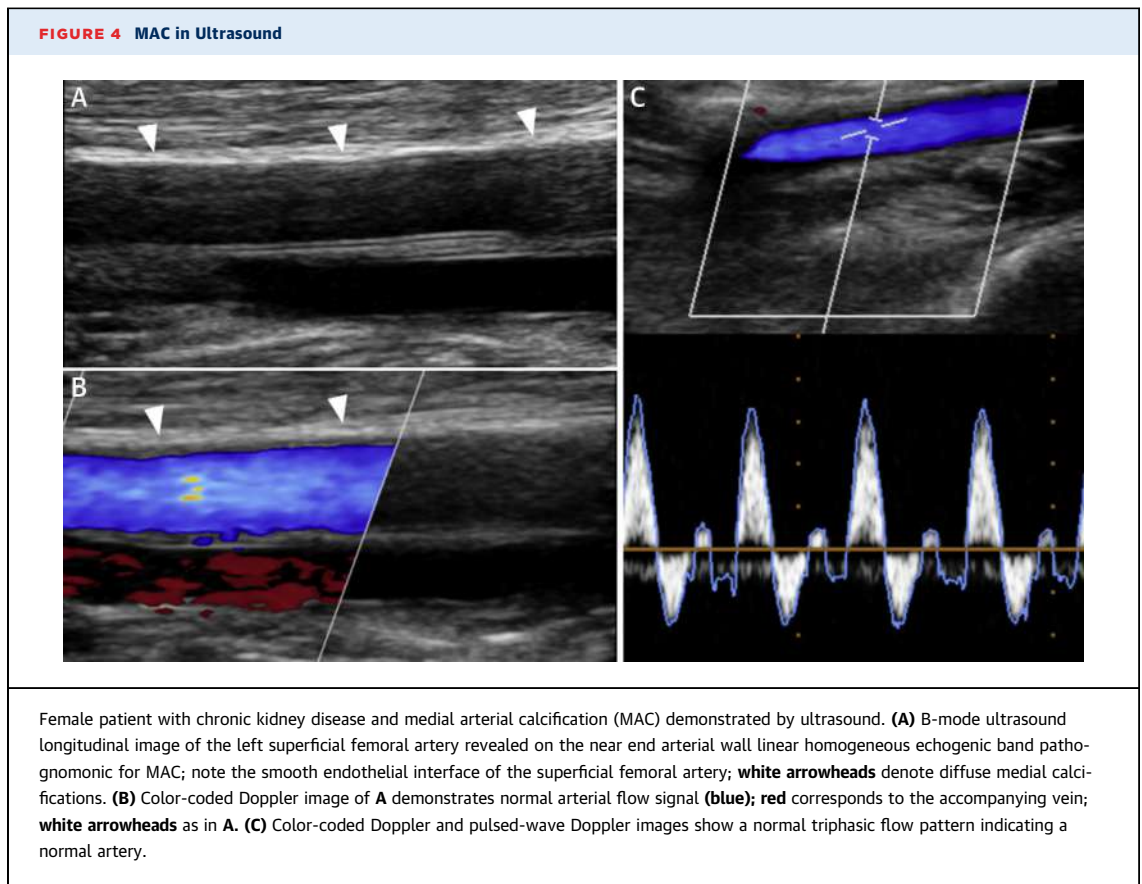 FIGURE 4 MAC in Ultrasound
A
C
B
Female patient with chronic kidney disease and medial arterial calcification (MAC) demonstrated by ultrasound. (A) B-mode ultrasound
longitudinal image of the left superficial femoral artery revealed on the near end arterial wall linear homogeneous echogenic band patho-
gnomonic for MAC; note the smooth endothelial interface of the superficial femoral artery; white arrowheads denote diffuse medial calci-
fications. (B) Color-coded Doppler image of A demonstrates normal arterial flow signal (blue); red corresponds to the accompanying vein;
white arrowheads as in A. (C) Color-coded Doppler and pulsed-wave Doppler images show a normal triphasic flow pattern indicating a
normal artery.